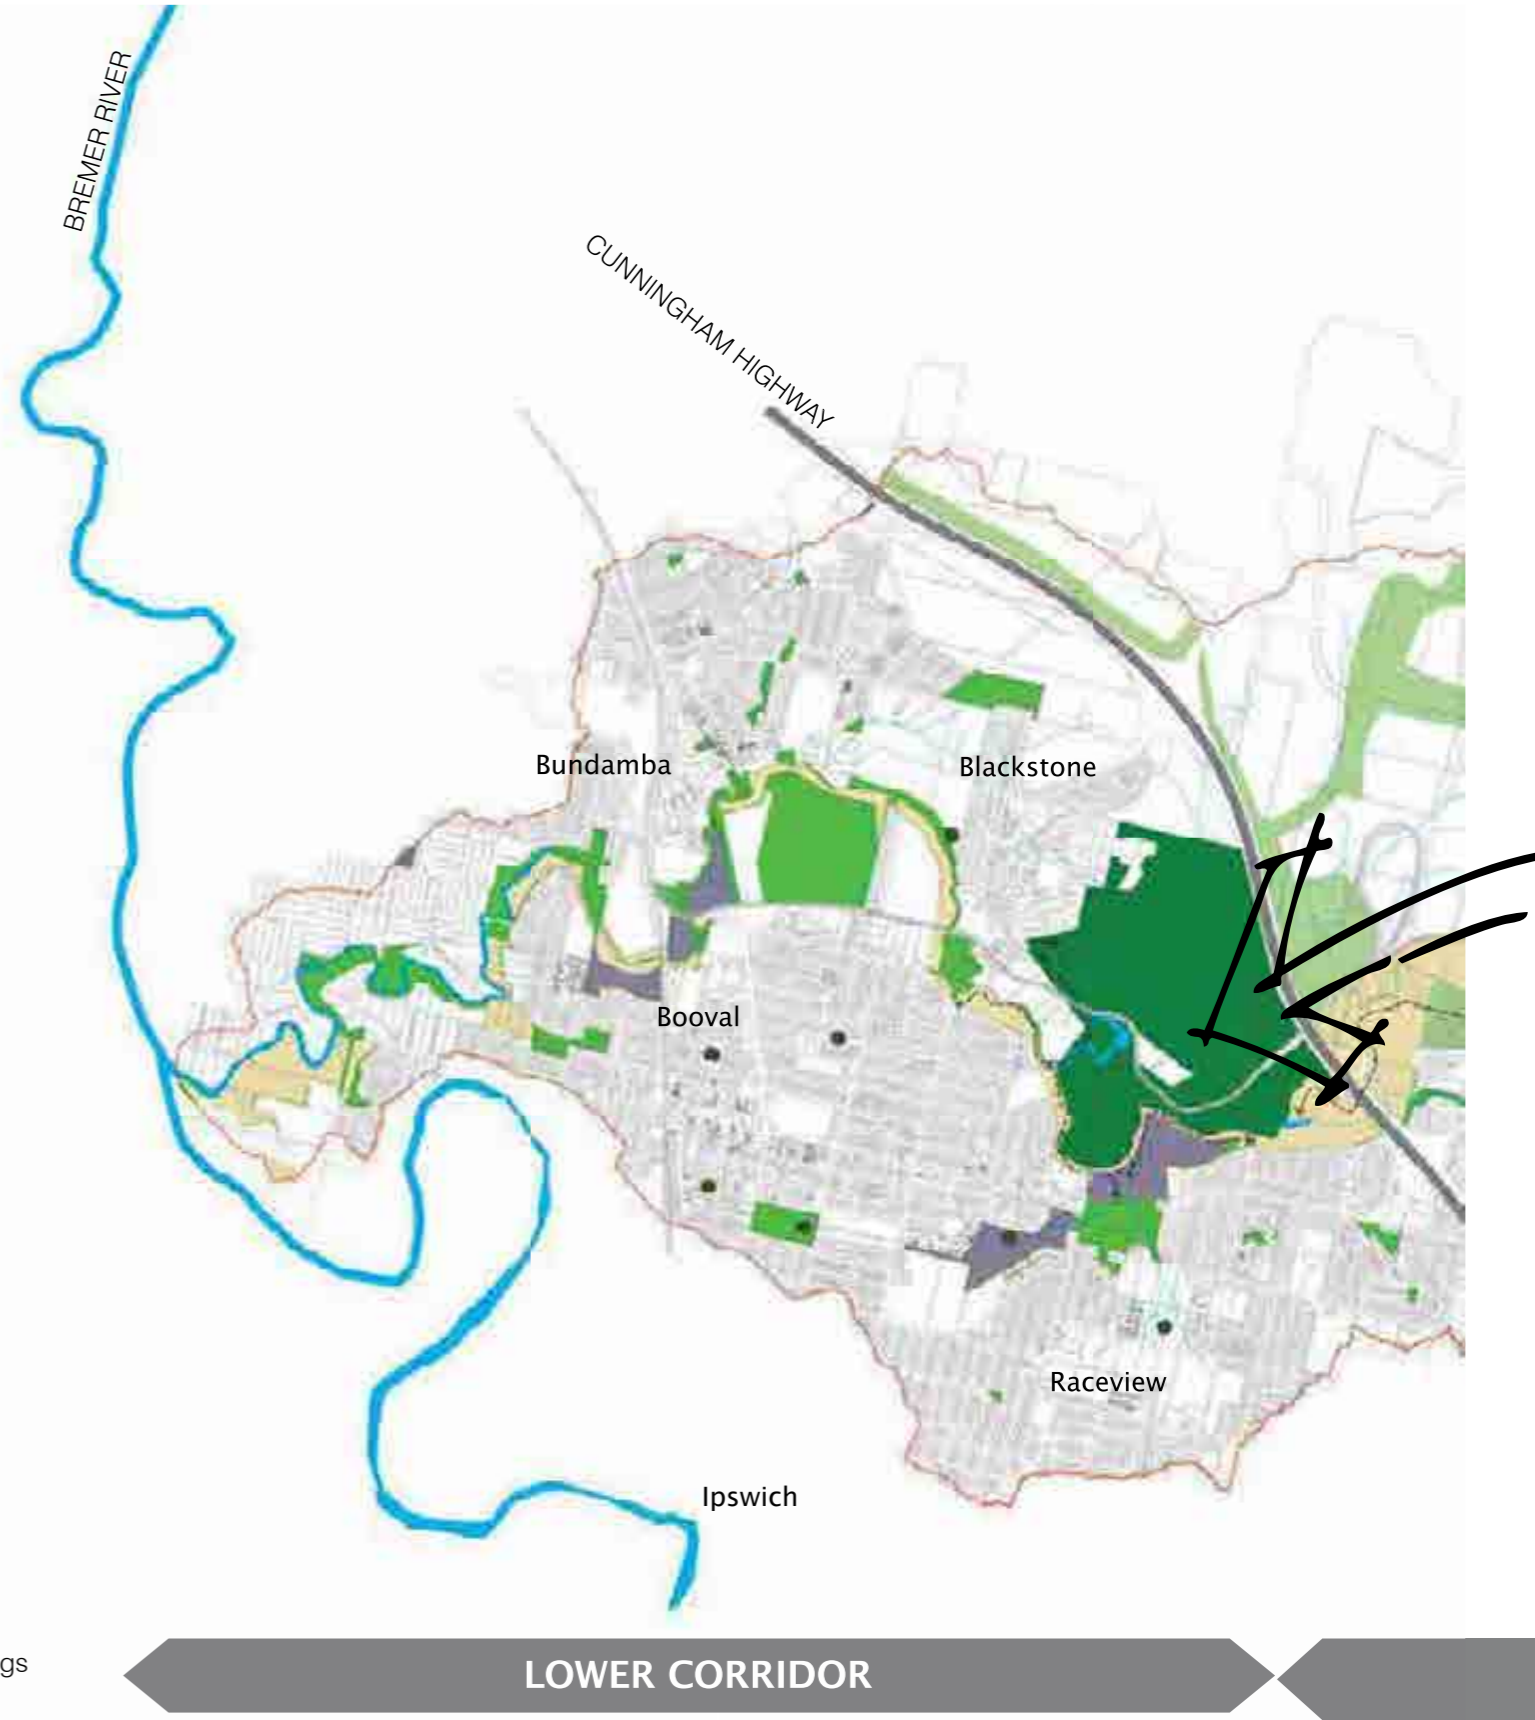 BREMER RIVER
CUNNINGHAM HIGHWAY
Bundamba
Blackstone
Booval
Raceview
Ipswich
gs
LOWER CORRIDOR